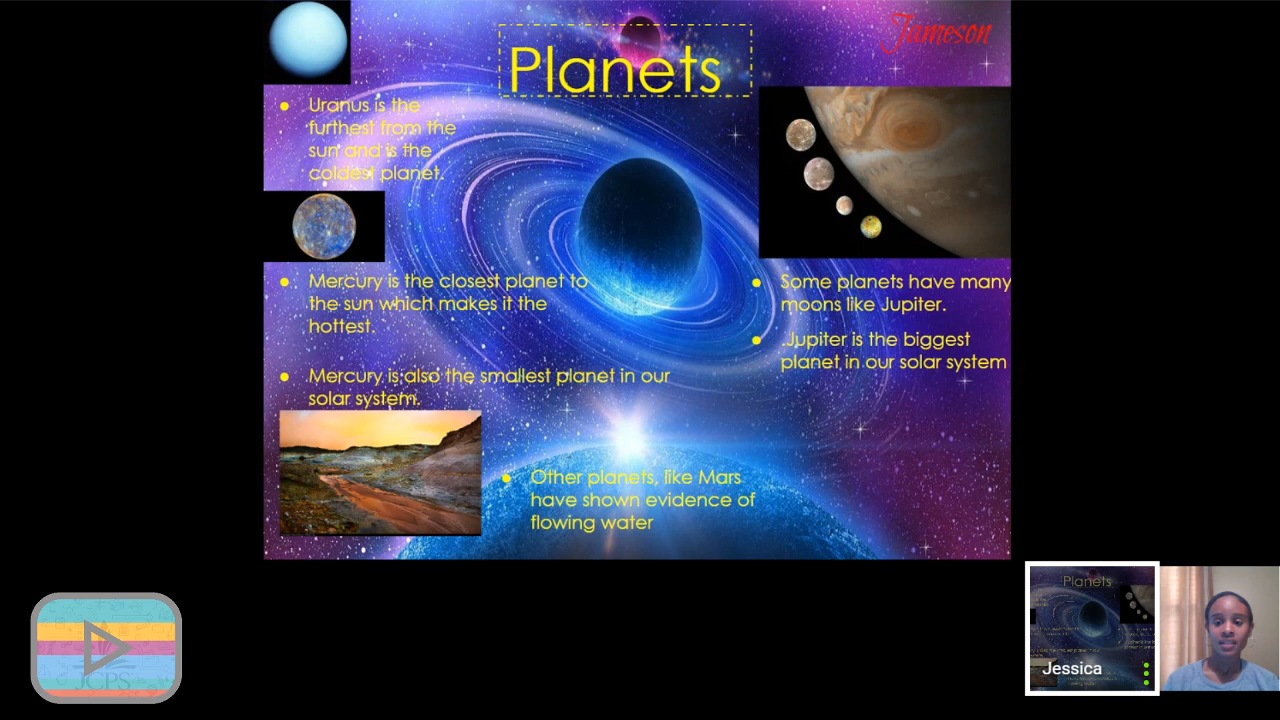 Planets
Jameson
Uranus is the
furthest from the
sun and is the
coldest planet.
Mercury is the closest planet to
the sun which makes it the
hottest.
Mercury is also the smallest planet in our
solar system.
Some planets have many
moons like Jupiter.
.Jupiter is the biggest
planet in our solar system
Other planets, like Mars
have shown evidence of
flowing water
JCPS
Planets
Jessica